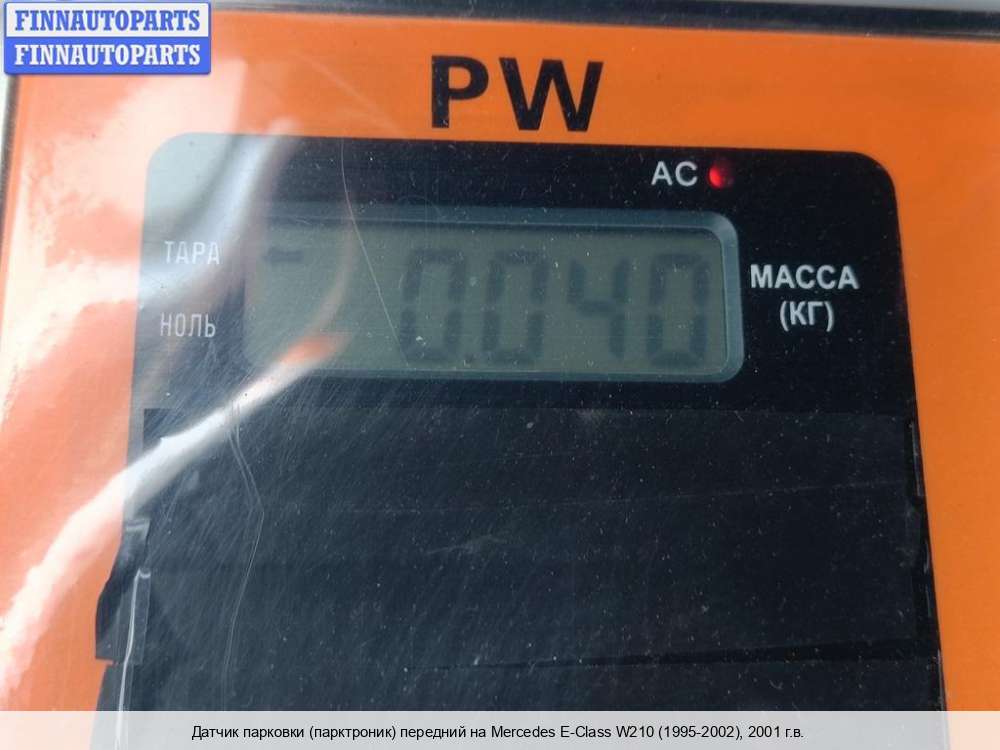 FINNAUTOPARTS
FINNAUTOPARTS
PW
AC
ТАРА
0.040
МАССА
(КГ)
НОЛЬ
Датчик парковки (парктроник) передний на Mercedes E-Class W210 (1995-2002), 2001 г.в.